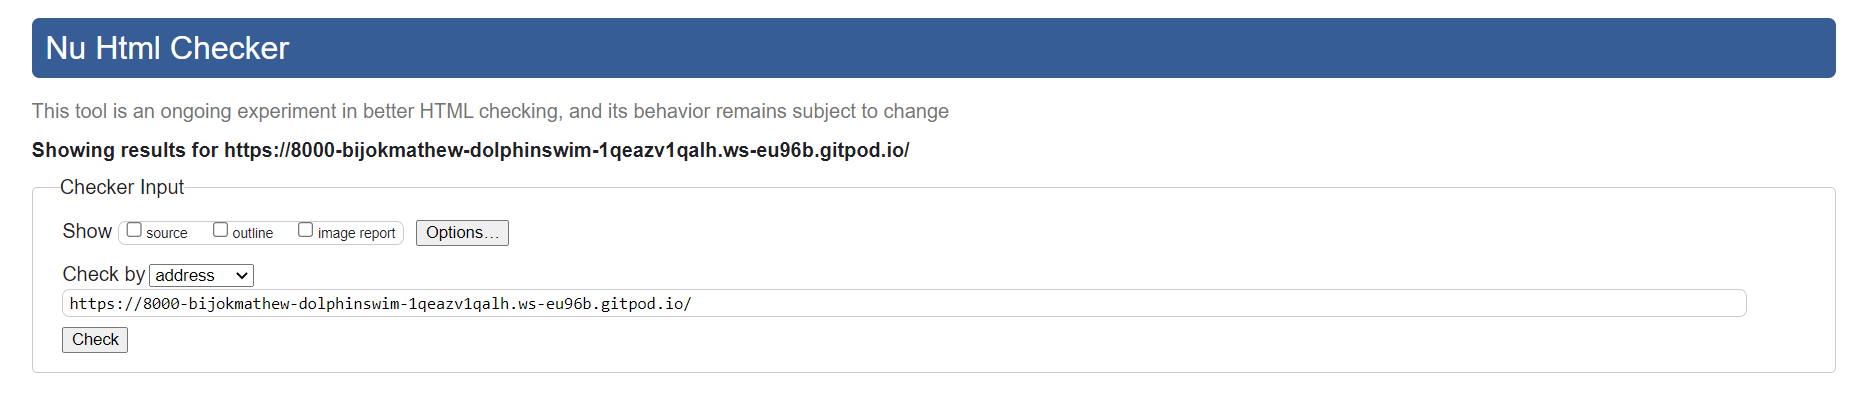 Nu Html Checker
This tool is an ongoing experiment in better HTML checking, and its behavior remains subject to change
Showing results for https://8000-bijokmathew-dolphinswim-1qeazv1qalh.ws-eu96b.gitpod.io/
Checker Input
Show source outline image report Options...
Check by address
https://8000-bijokmathew-dolphinswim-1qeazv1qalh.ws-eu96b.gitpod.io/
Check